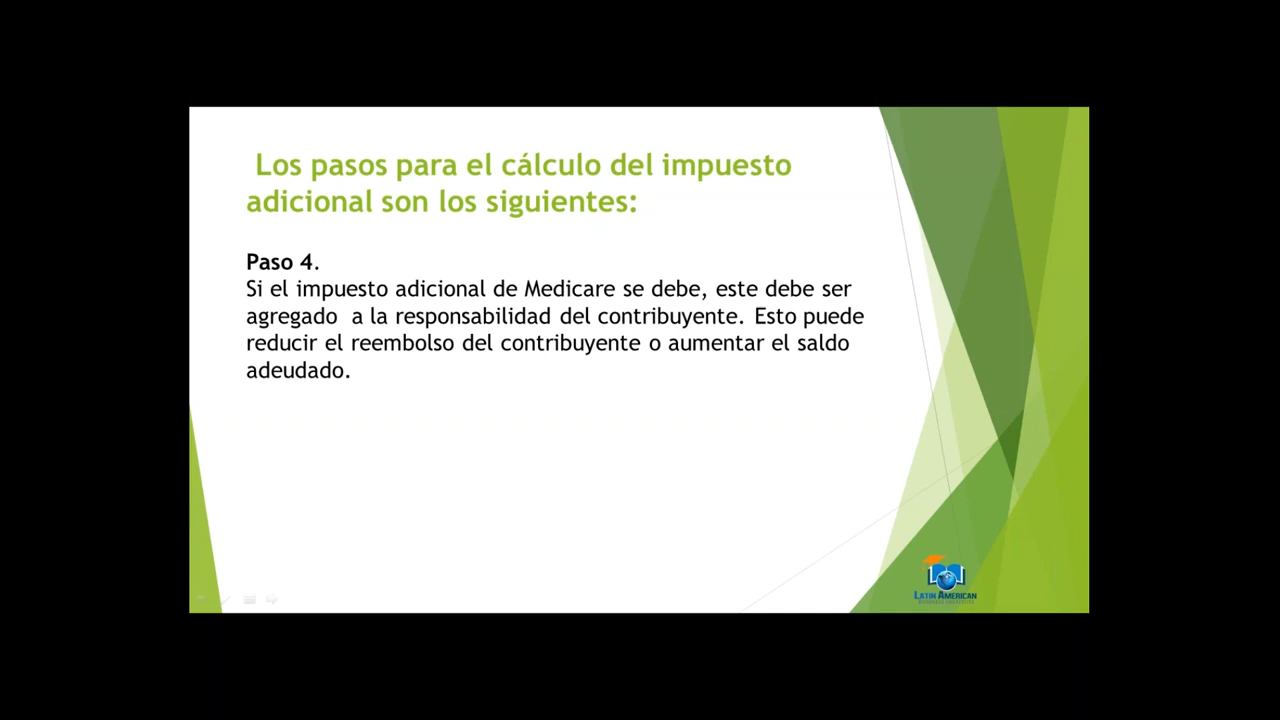 Los pasos para el cálculo del impuesto
adicional son los siguientes:
Paso 4.
Si el impuesto adicional de Medicare se debe, este debe ser
agregado a la responsabilidad del contribuyente. Esto puede
reducir el reembolso del contribuyente o aumentar el saldo
adeudado.
LATIN AMERICAN